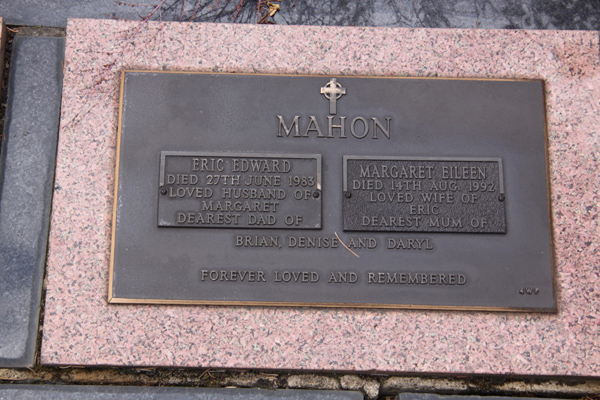 MAHON
ERIC EDWARD
DIED 27TH JUNE 1983
LOVED HUSBAND OF
MARGARET
DEAREST DAD OF
MARGARET EILEEN
DIED 14TH AUG. 1992
LOVED WIFE OF
ERIC
DEAREST MUM OF
BRIAN, DENISE AND DARYL
FOREVER LOVED AND REMEMBERED